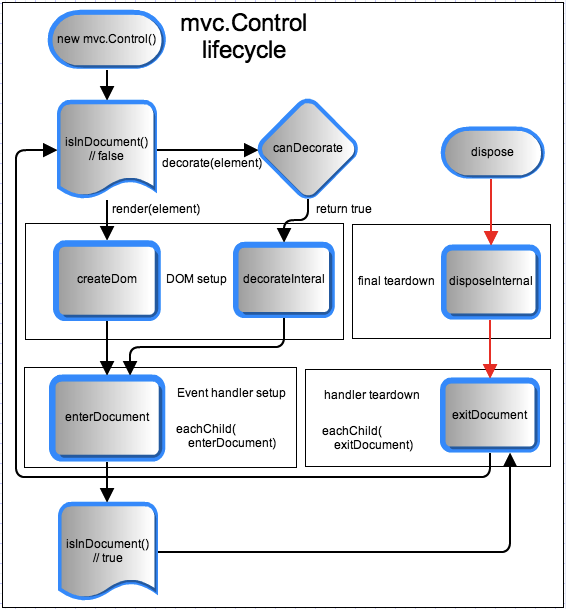 mvc.Control
lifecycle
new mvc.Control()
isInDocument()
// false
decorate(element)
canDecorate
dispose
render(element)
return true
createDom
DOM setup
decorateInteral
final teardown
disposeInternal
enterDocument
Event handler setup
eachChild(
enterDocument)
handler teardown
eachChild(
exitDocument)
exitDocument
isInDocument()
// true